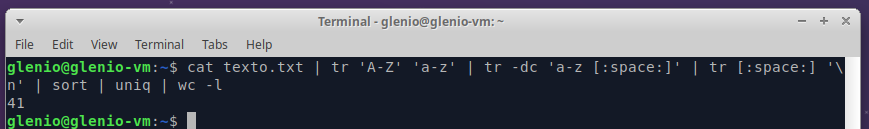 Terminal - glenio@glenio-vm: ~
File Edit View Terminal Tabs Help
glenio@glenio-vm:~$ cat texto.txt | tr 'A-Z' 'a-z' | tr -dc 'a-z [:space:]' | tr [:space:] '\
n' | sort | uniq | wc -l
41
glenio@glenio-vm:~$